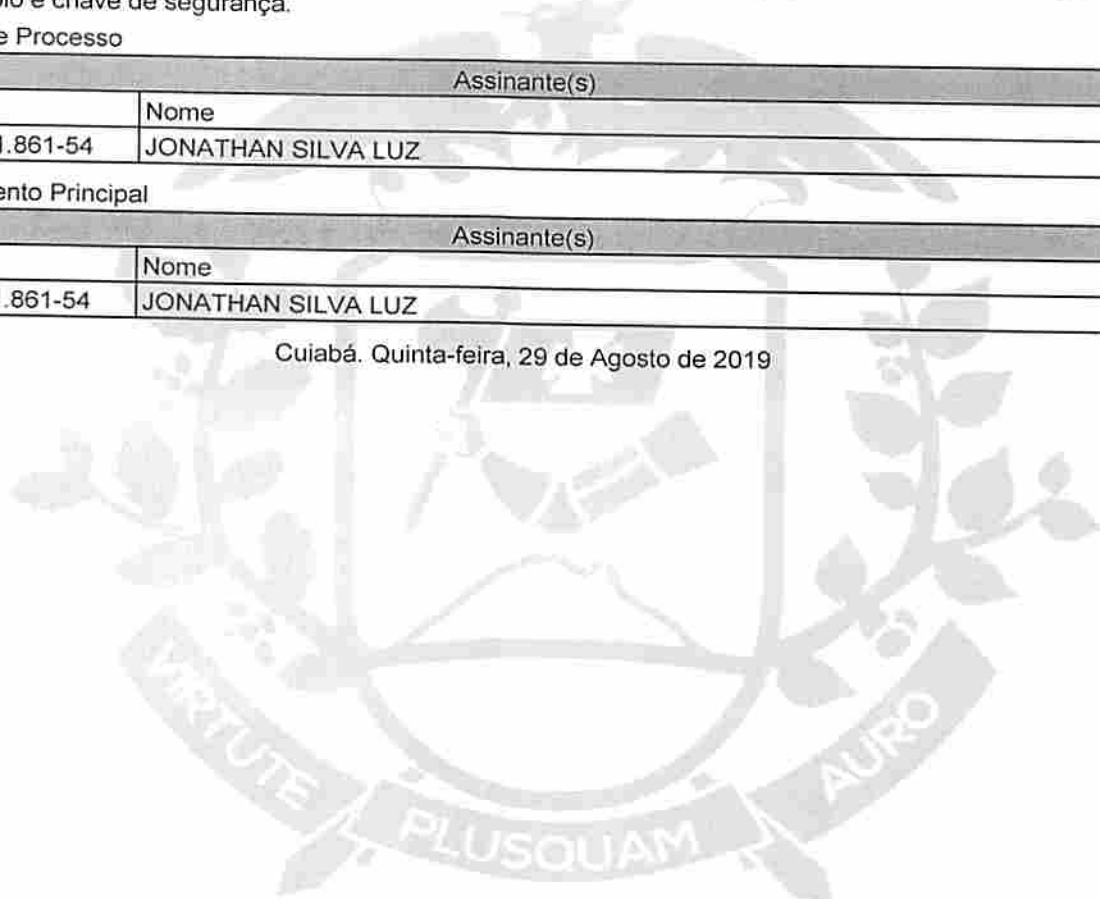 e chave de segurança.
e Processo
Assinante(s)
Nome
.861-54 JONATHAN SILVA LUZ
ento Principal
Assinante(s)
Nome
.861-54 JONATHAN SILVA LUZ
Cuiabá. Quinta-feira, 29 de Agosto de 2019
VIRTUTE PLUSQUAM AURO